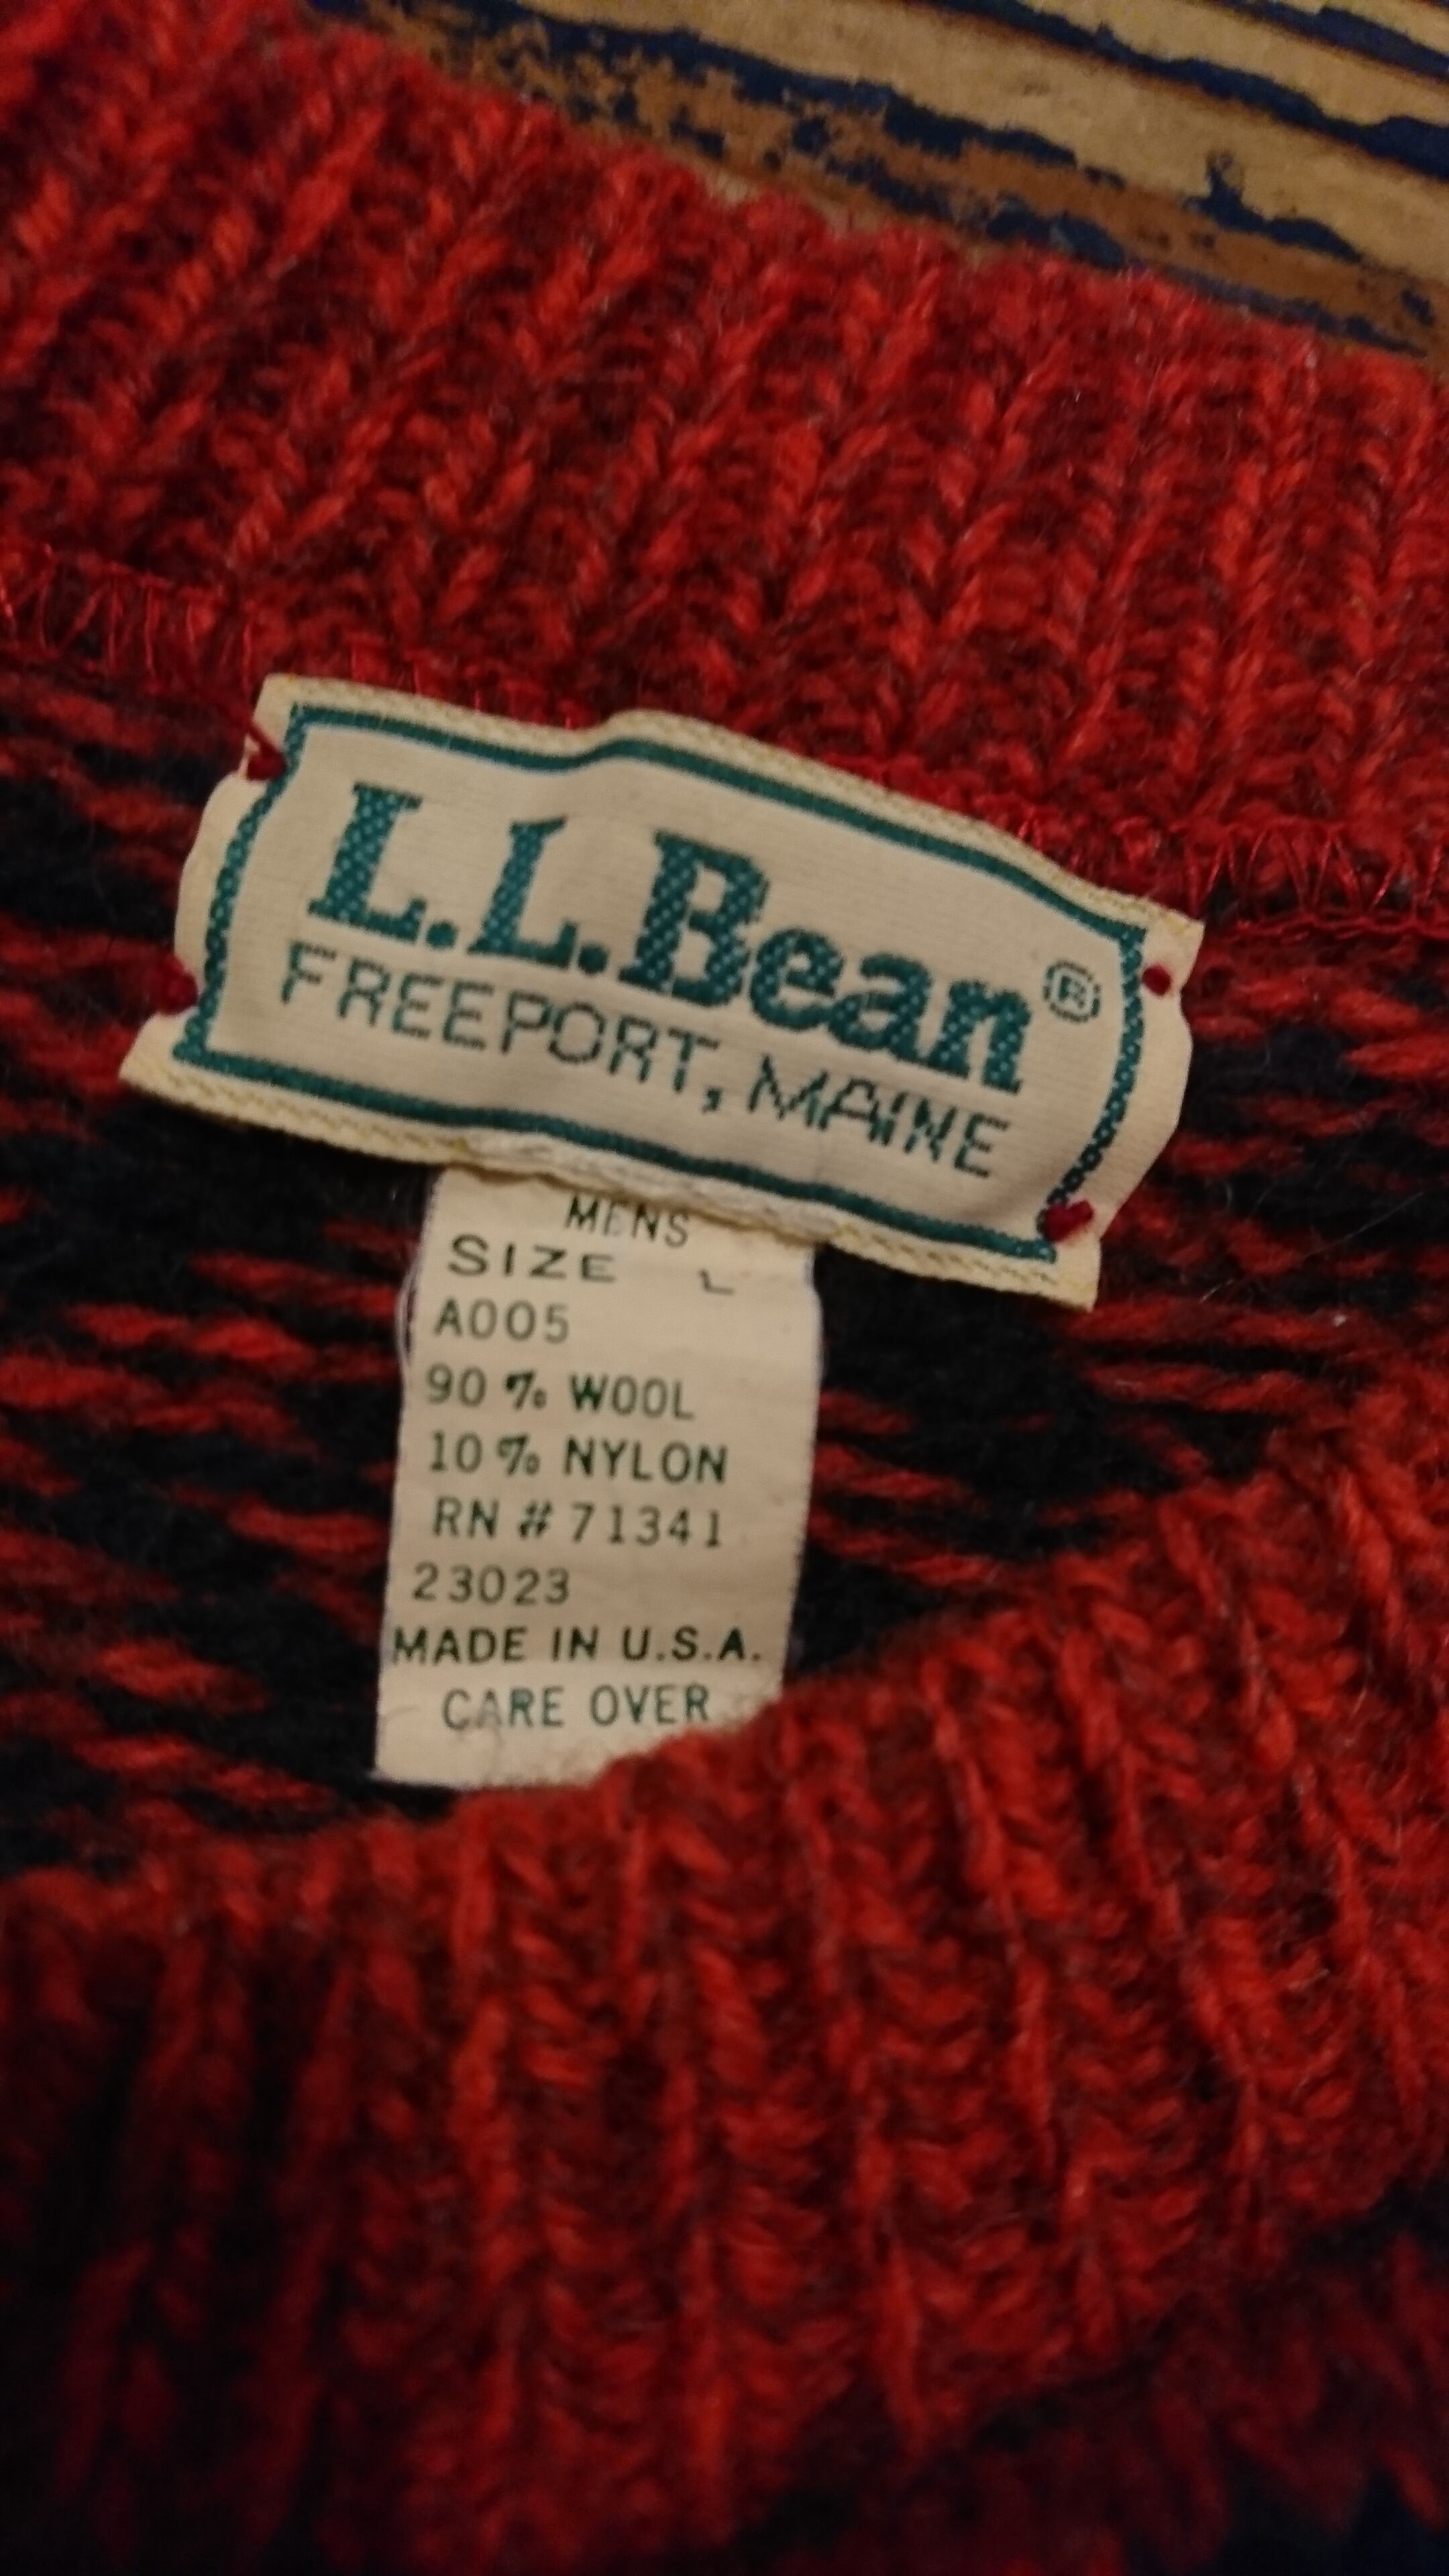 L.L.Bean®
FREEPORT, MAINE
MENS
SIZE L
A005
90 % WOOL
10 % NYLON
RN # 71341
23023
MADE IN U.S.A.
CARE OVER